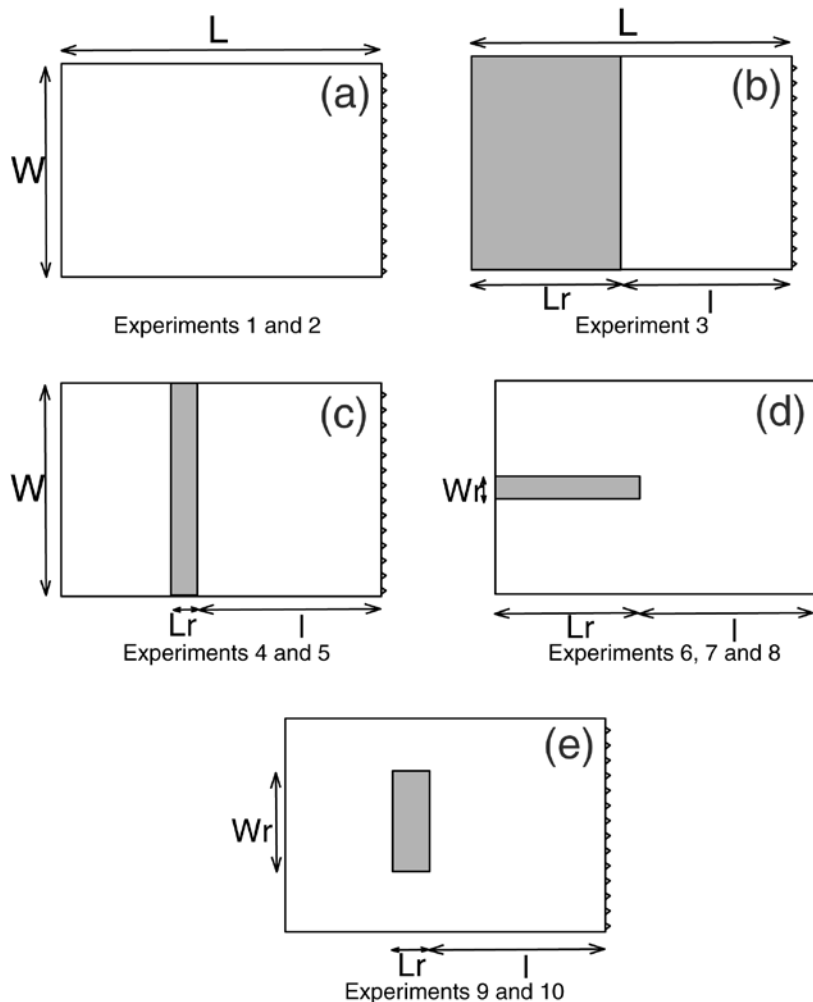 L
W
(a)
Experiments 1 and 2
L
(b)
Lr
l
Experiment 3
W
(c)
Lr
l
Experiments 4 and 5
(d)
Wr
Lr
l
Experiments 6, 7 and 8
(e)
Wr
Lr
l
Experiments 9 and 10